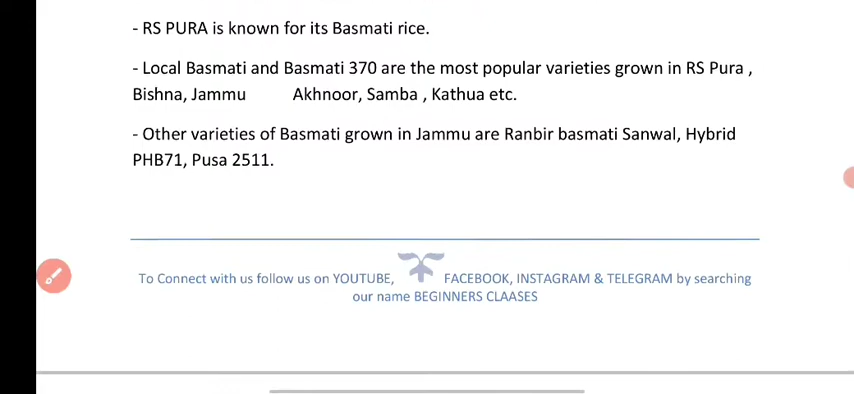 - RS PURA is known for its Basmati rice.
- Local Basmati and Basmati 370 are the most popular varieties grown in RS Pura ,
Bishna, Jammu Akhnoor, Samba , Kathua etc.
- Other varieties of Basmati grown in Jammu are Ranbir basmati Sanwal, Hybrid
PHB71, Pusa 2511.
To Connect with us follow us on YOUTUBE, FACEBOOK, INSTAGRAM & TELEGRAM by searching
our name BEGINNERS CLAASES